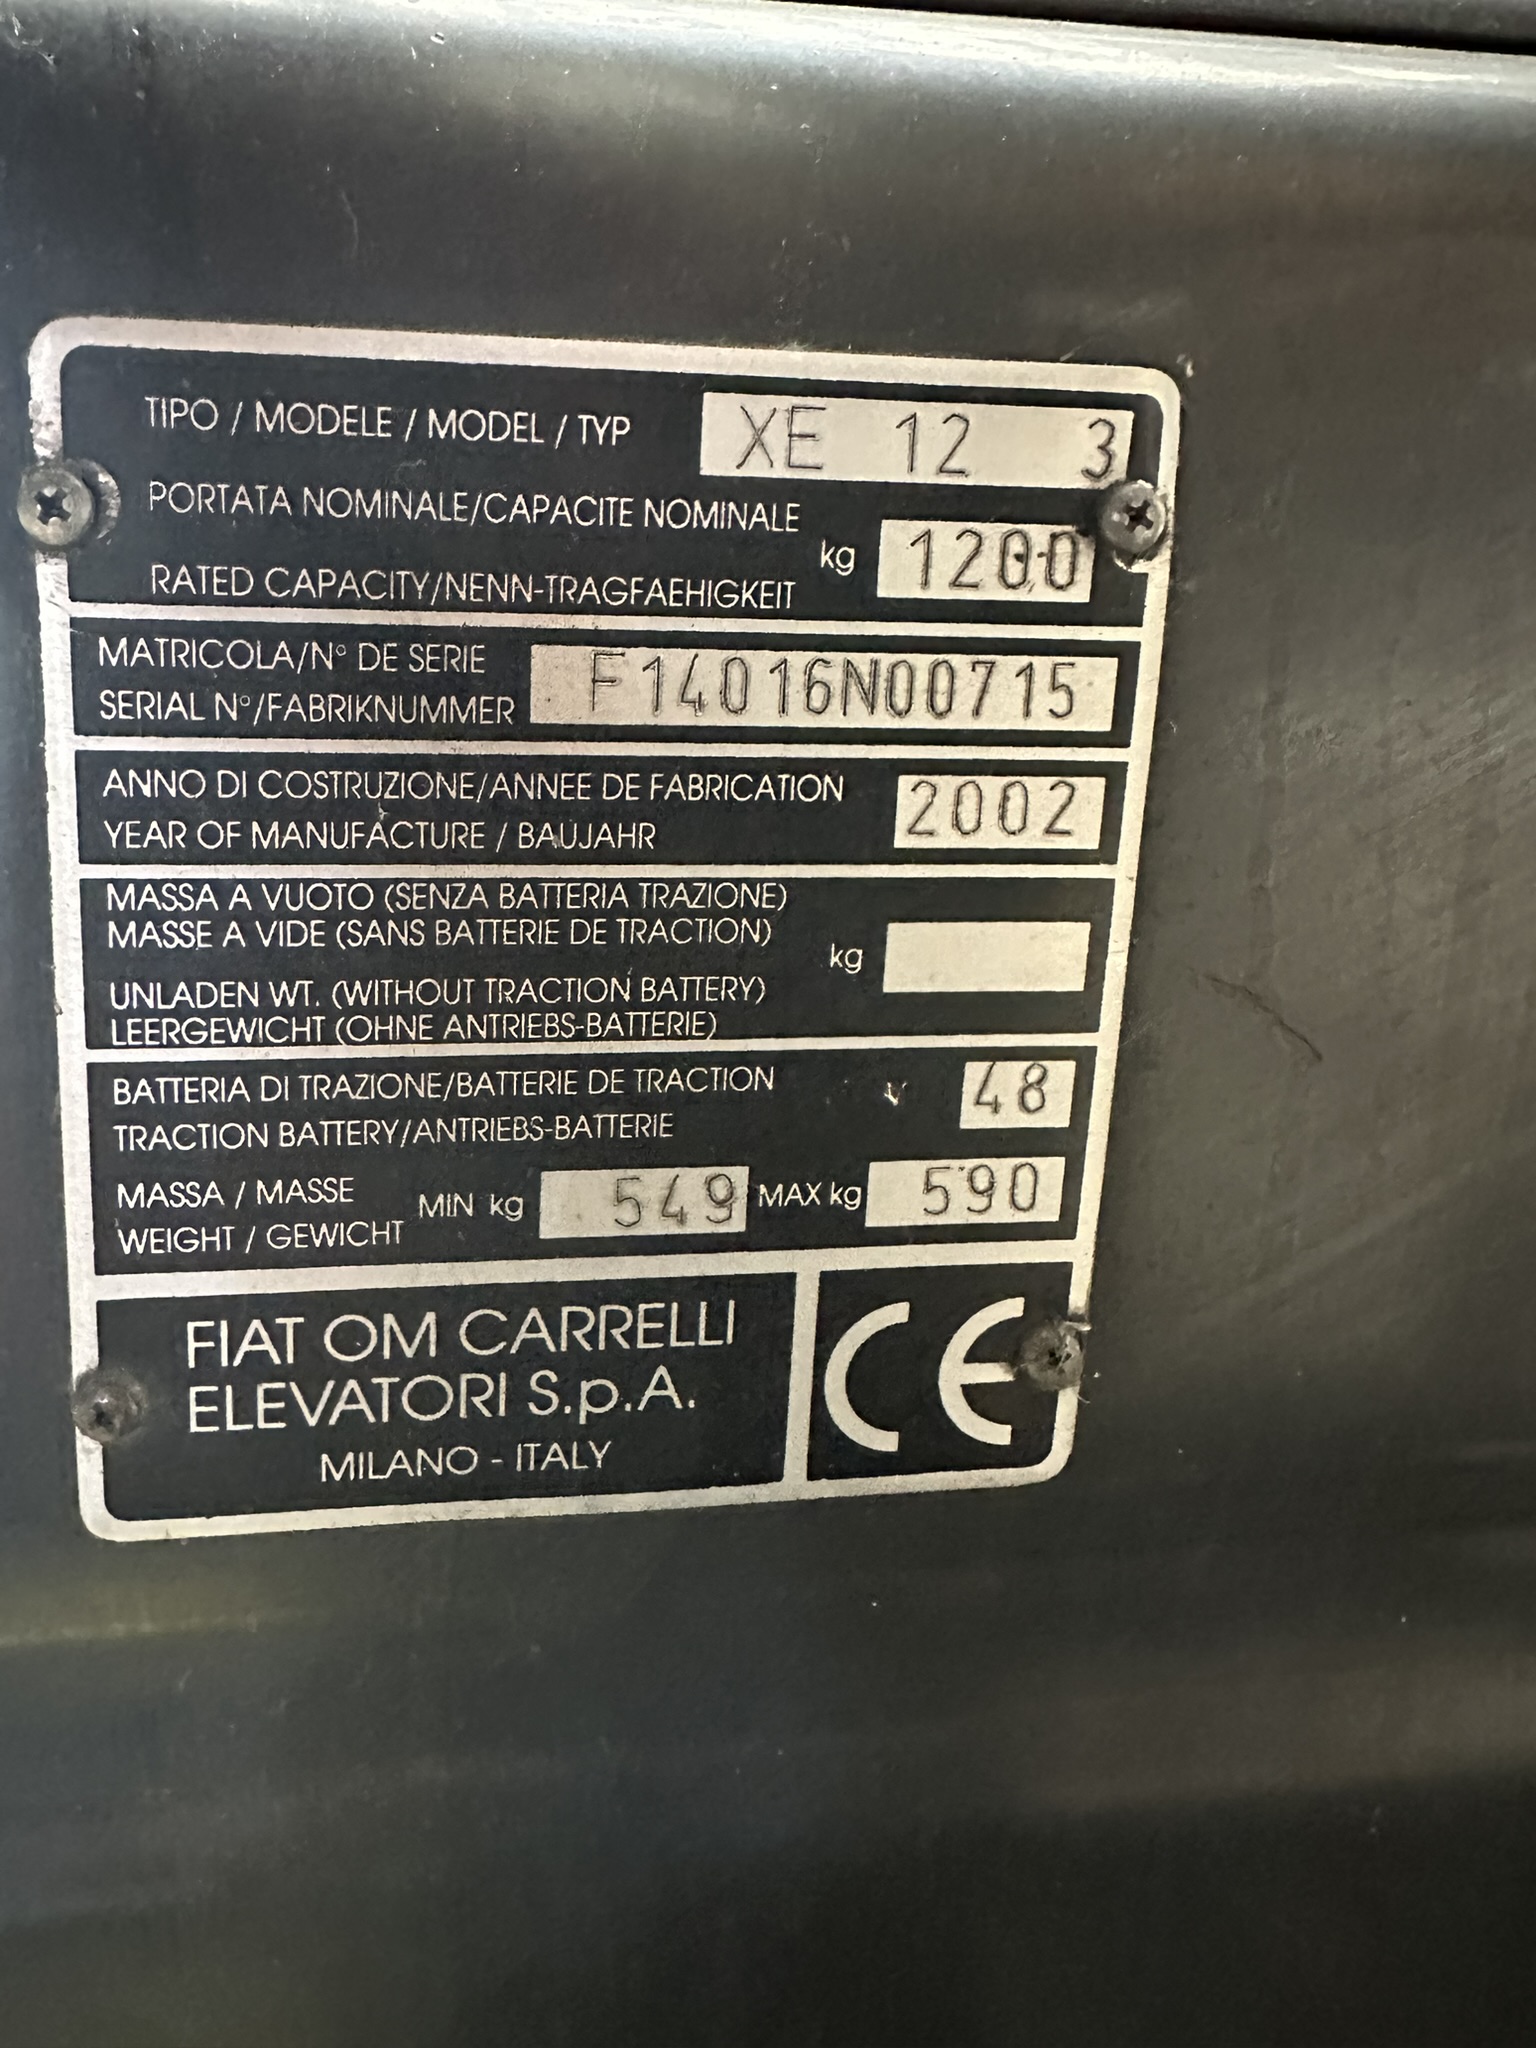 TIPO / MODELE / MODEL / TYP XE 12 3
PORTATA NOMINALE/CAPACITE NOMINALE
RATED CAPACITY/NENN-TRAGFAEHIGKEIT kg 1200
MATRICOLA/N° DE SERIE
SERIAL N°/FABRIKNUMMER F14016N00715
ANNO DI COSTRUZIONE/ANNEE DE FABRICATION
YEAR OF MANUFACTURE / BAUJAHR 2002
MASSA A VUOTO (SENZA BATTERIA TRAZIONE)
MASSE A VIDE (SANS BATTERIE DE TRACTION)
kg
UNLADEN WT. (WITHOUT TRACTION BATTERY)
LEERGEWICHT (OHNE ANTRIEBS-BATTERIE)
BATTERIA DI TRAZIONE/BATTERIE DE TRACTION V 48
TRACTION BATTERY/ANTRIEBS-BATTERIE
MASSA / MASSE
WEIGHT / GEWICHT MIN kg 549 MAX kg 590
FIAT OM CARRELLI
ELEVATORI S.p.A.
MILANO - ITALY
CE